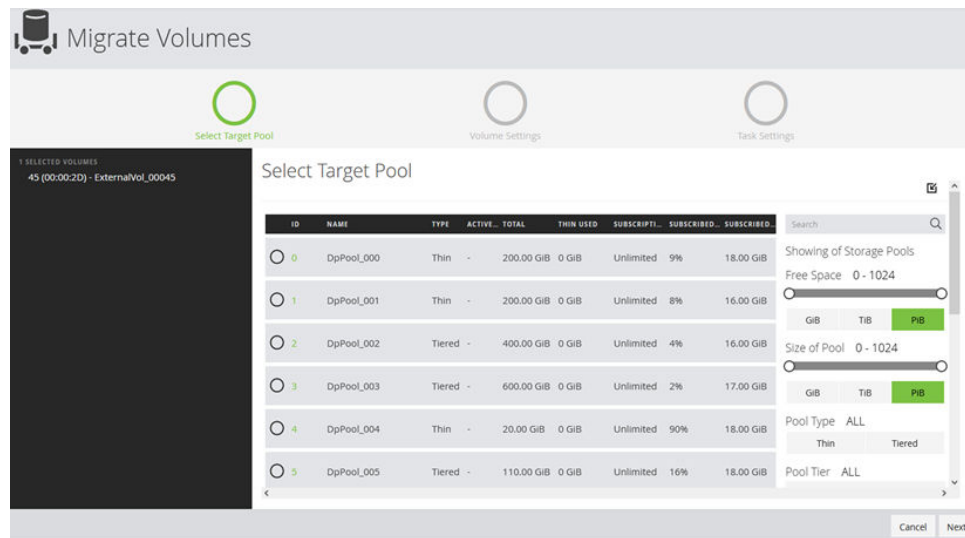 Migrate Volumes
Select Target Pool
Volume Settings
Task Settings
1 SELECTED VOLUMES
45 (00:00:2D) - ExternalVol_00045
Select Target Pool
ID NAME TYPE ACTIVE... TOTAL THIN USED SUBSCRIPTI... SUBSCRIBED... SUBSCRIBED...
0 DpPool_000 Thin - 200.00 GiB 0 GiB Unlimited 9% 18.00 GiB
1 DpPool_001 Thin - 200.00 GiB 0 GiB Unlimited 8% 16.00 GiB
2 DpPool_002 Tiered - 400.00 GiB 0 GiB Unlimited 4% 16.00 GiB
3 DpPool_003 Tiered - 600.00 GiB 0 GiB Unlimited 2% 17.00 GiB
4 DpPool_004 Thin - 20.00 GiB 0 GiB Unlimited 90% 18.00 GiB
5 DpPool_005 Tiered - 110.00 GiB 0 GiB Unlimited 16% 18.00 GiB
Search
Showing of Storage Pools
Free Space 0 - 1024
GiB TiB PiB
Size of Pool 0 - 1024
GiB TiB PiB
Pool Type ALL
Thin Tiered
Pool Tier ALL
Cancel Next